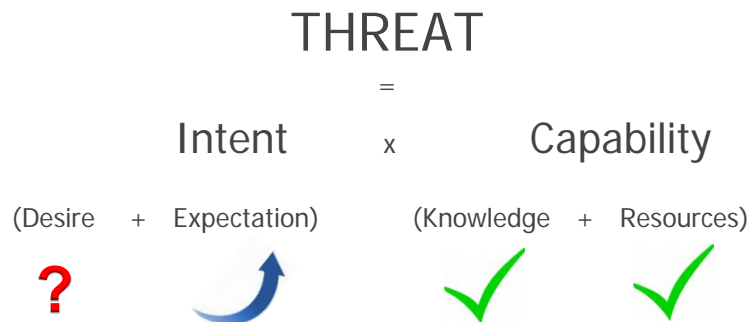 THREAT
=
Intent x Capability
(Desire + Expectation) (Knowledge + Resources)
?